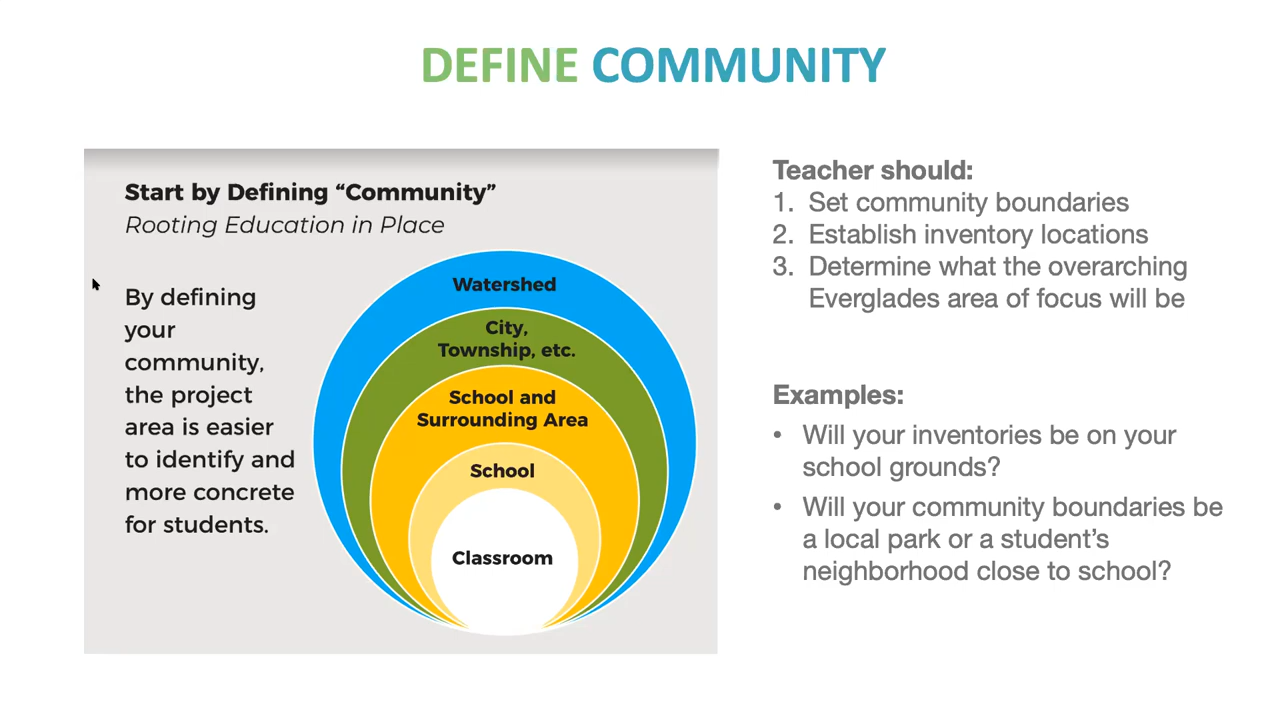 DEFINE COMMUNITY
Start by Defining “Community”
Rooting Education in Place
By defining
your
community,
the project
area is easier
to identify and
more concrete
for students.
Watershed
City,
Township, etc.
School and
Surrounding Area
School
Classroom
Teacher should:
1. Set community boundaries
2. Establish inventory locations
3. Determine what the overarching
Everglades area of focus will be
Examples:
• Will your inventories be on your
school grounds?
• Will your community boundaries be
a local park or a student’s
neighborhood close to school?